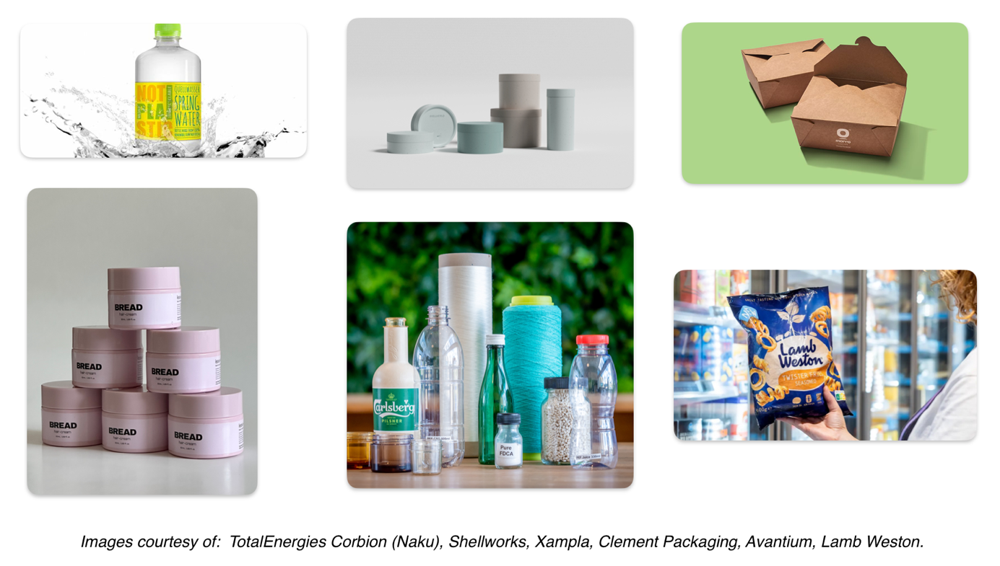 NOT
PLA
STIC
QUELLWASSER
SPRING
WATER
morro
BREAD
hair-cream
BREAD
hair-cream
BREAD
hair-cream
BREAD
hair-cream
BREAD
hair-cream
BREAD
hair-cream
Carlsberg
PILSNER
Pure
FDCA
Lamb
Weston
TWISTER FRIES
SEASONED
Images courtesy of: TotalEnergies Corbion (Naku), Shellworks, Xampla, Clement Packaging, Avantium, Lamb Weston.